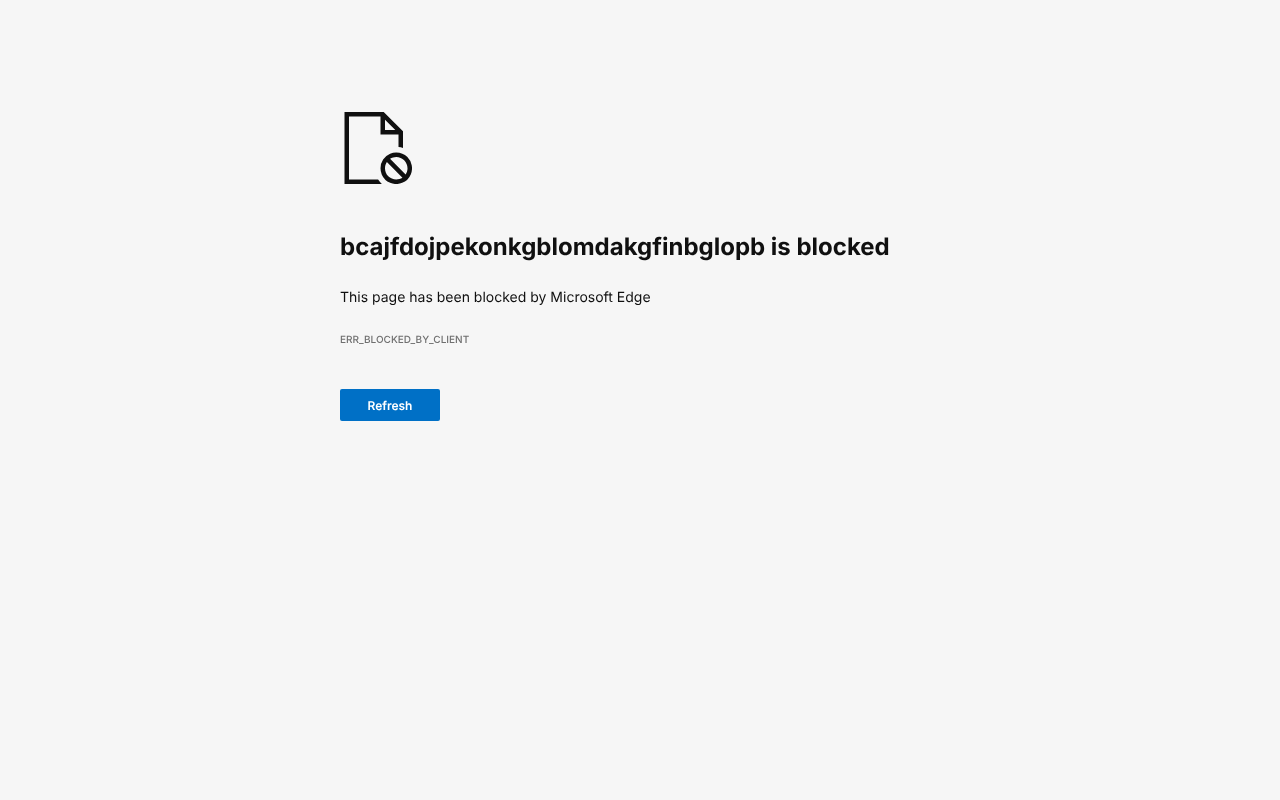 bcajfdojpekonkgblomdakgfinbglopb is blocked
This page has been blocked by Microsoft Edge
ERR_BLOCKED_BY_CLIENT
Refresh